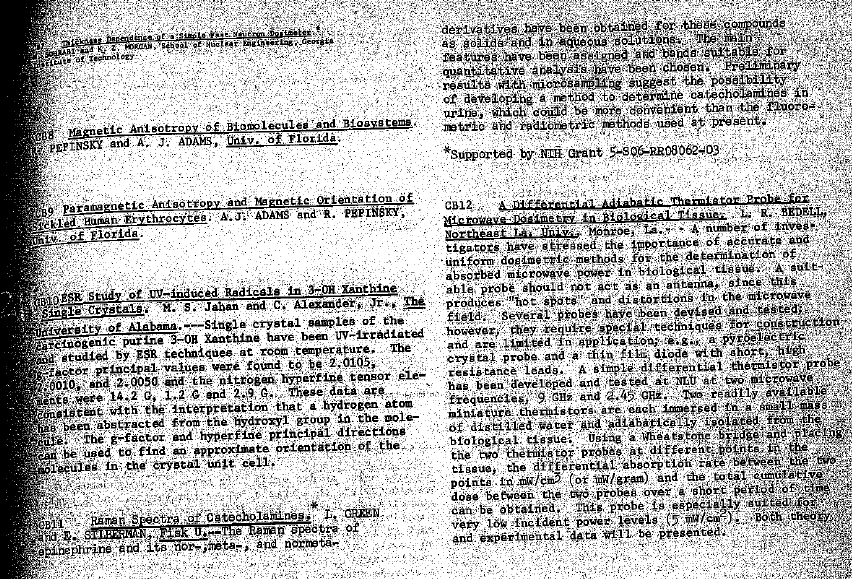 Thickness Dependence of a Simple Fast Neutron Dosimeter.*
and K. Z. MORGAN, School of Nuclear Engineering, Georgia
of Technology
CB8 Magnetic Anisotropy of Biomolecules and Biosystems.
PEPINSKY and A. J. ADAMS, Univ. of Florida.
CB9 Paramagnetic Anisotropy and Magnetic Orientation of
Human Erythrocytes. A.J. ADAMS and R. PEPINSKY,
Univ. of Florida.
CB10 ESR Study of UV-induced Radicals in 3-OH Xanthine
Single Crystals. M. S. Jahan and C. Alexander, Jr., The
University of Alabama.---Single crystal samples of the
carcinogenic purine 3-OH Xanthine have been UV-irradiated
and studied by ESR techniques at room temperature. The
g-factor principal values were found to be 2.0105,
2.0010, and 2.0050 and the nitrogen hyperfine tensor ele-
ments were 14.2 G, 1.2 G and 2.9 G. These data are
consistent with the interpretation that a hydrogen atom
has been abstracted from the hydroxyl group in the mole-
cule. The g-factor and hyperfine principal directions
can be used to find an approximate orientation of the
molecules in the crystal unit cell.
CB11 Raman Spectra of Catecholamines.* L. GREEN
and E. SILBERMAN, Fisk U.--The Raman spectra of
epinephrine and its nor-,meta-, and normeta-
derivatives have been obtained for these compounds
as solids and in aqueous solutions. The main
features have been assigned and bands suitable for
quantitative analysis have been chosen. Preliminary
results with microsampling suggest the possibility
of developing a method to determine catecholamines in
urine, which could be more convenient than the fluoro-
metric and radiometric methods used at present.
*Supported by NIH Grant 5-S06-RR08062-03
CB12 A Differential Adiabatic Thermistor Probe for
Microwave Dosimetry in Biological Tissue. L. R. BEDELL,
Northeast La. Univ., Monroe, La.-- A number of inves-
tigators have stressed the importance of accurate and
uniform dosimetric methods for the determination of
absorbed microwave power in biological tissue. A suit-
able probe should not act as an antenna, since this
produces "hot spots" and distortions in the microwave
field. Several probes have been devised and tested;
however, they require special techniques for construction
and are limited in application; e.g., a pyroelectric
crystal probe and a thin film diode with short, high
resistance leads. A simple differential thermistor probe
has been developed and tested at NLU at two microwave
frequencies, 9 GHz and 2.45 GHz. Two readily available
miniature thermistors are each immersed in a small mass
of distilled water and adiabatically isolated from the
biological tissue. Using a Wheatstone bridge and placing
the two thermistor probes at different points in the
tissue, the differential absorption rate between the two
points in mW/cm3 (or mW/gram) and the total cumulative
dose between the two probes over a short period of time
can be obtained. This probe is especially suited for
very low incident power levels (5 mW/cm2). Both theory
and experimental data will be presented.